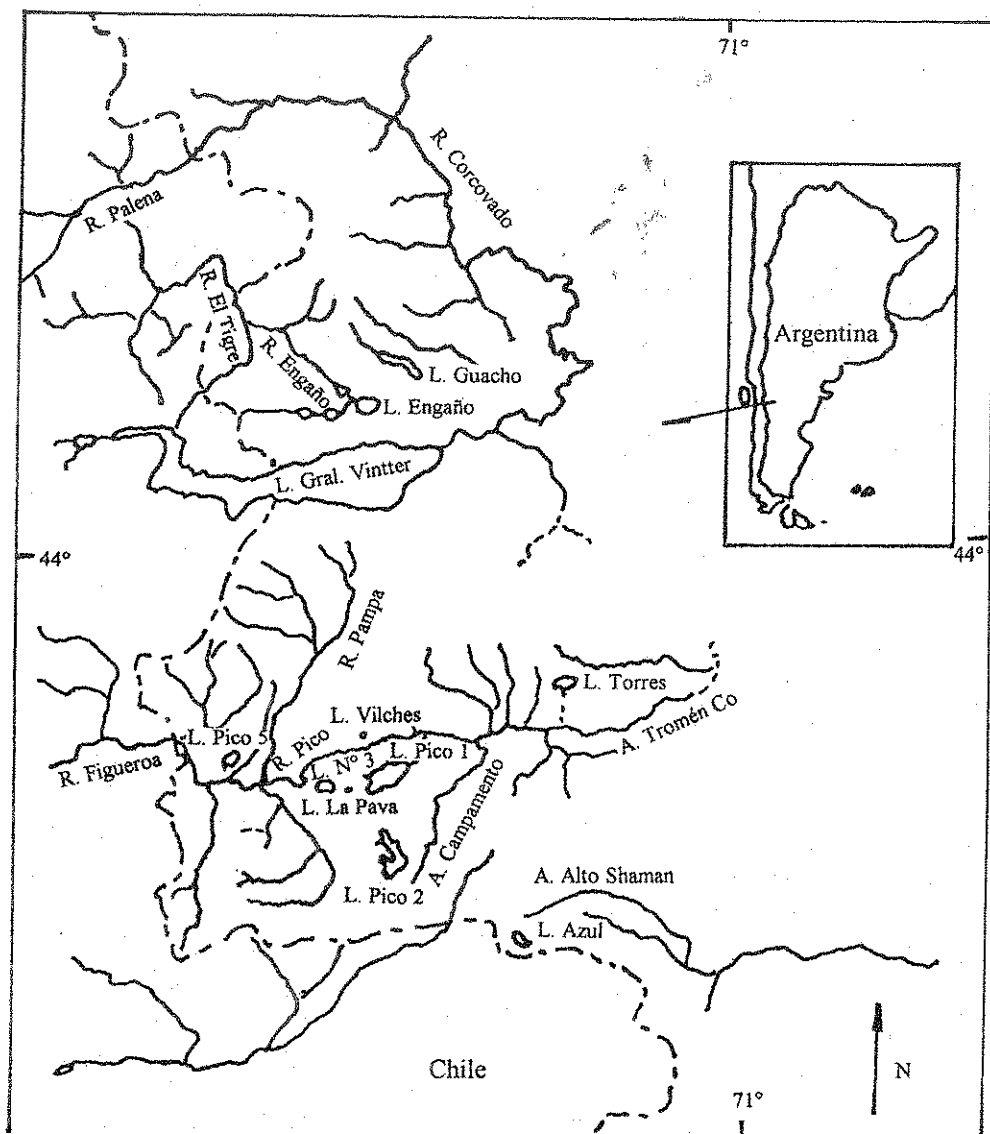 71°
R. Corcovado
R. Palena
Argentina
R. El Tigre
R. Engaño
L. Guacho
L. Engaño
L. Gral. Vintter
44°
44°
R. Pampa
L. Torres
A. Tromén Co
L. Vilches
L. Pico 5
R. Pico
L. Pico 1
R. Figueroa
L. Nº 3
L. La Pava
A. Campamento
L. Pico 2
A. Alto Shaman
L. Azul
Chile
N
71°